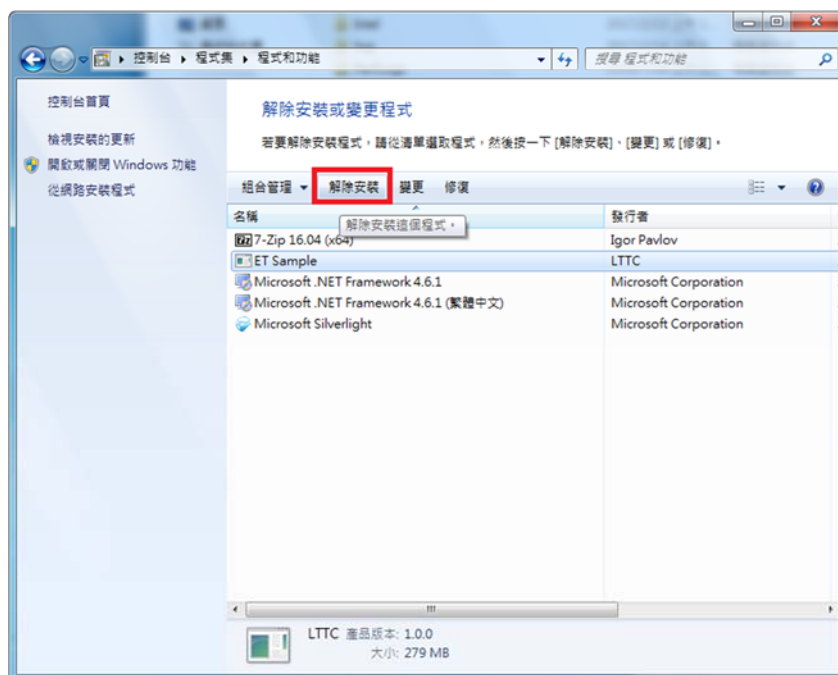 控制台 ▸ 程式集 ▸ 程式和功能
搜尋 程式和功能
控制台首頁
檢視安裝的更新
開啟或關閉 Windows 功能
從網路安裝程式
解除安裝或變更程式
若要解除安裝程式，請從清單選取程式，然後按一下 [解除安裝]、[變更] 或 [修復]。
組合管理 解除安裝 變更 修復
名稱 發行者
解除安裝這個程式。
7-Zip 16.04 (x64) Igor Pavlov
ET Sample LTTC
Microsoft .NET Framework 4.6.1 Microsoft Corporation
Microsoft .NET Framework 4.6.1 (繁體中文) Microsoft Corporation
Microsoft Silverlight Microsoft Corporation
LTTC 產品版本: 1.0.0
大小: 279 MB